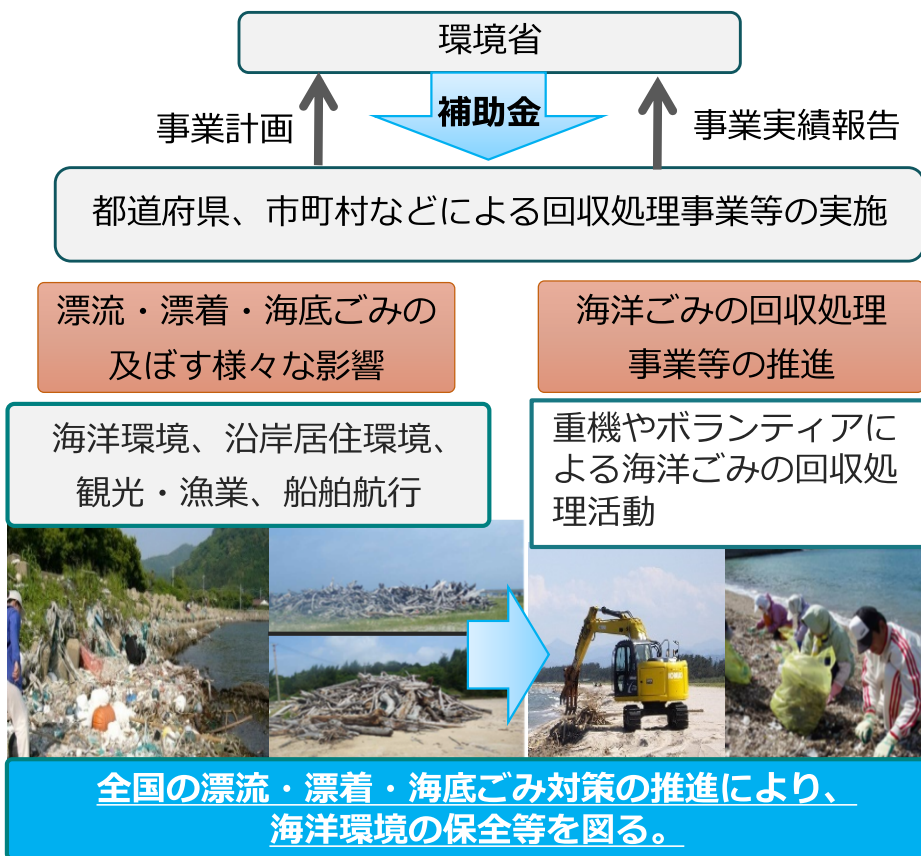 環境省
補助金
事業計画
事業実績報告
都道府県、市町村などによる回収処理事業等の実施
漂流・漂着・海底ごみの
及ぼす様々な影響
海洋環境、沿岸居住環境、
観光・漁業、船舶航行
海洋ごみの回収処理
事業等の推進
重機やボランティアに
よる海洋ごみの回収処
理活動
全国の漂流・漂着・海底ごみ対策の推進により、
海洋環境の保全等を図る。